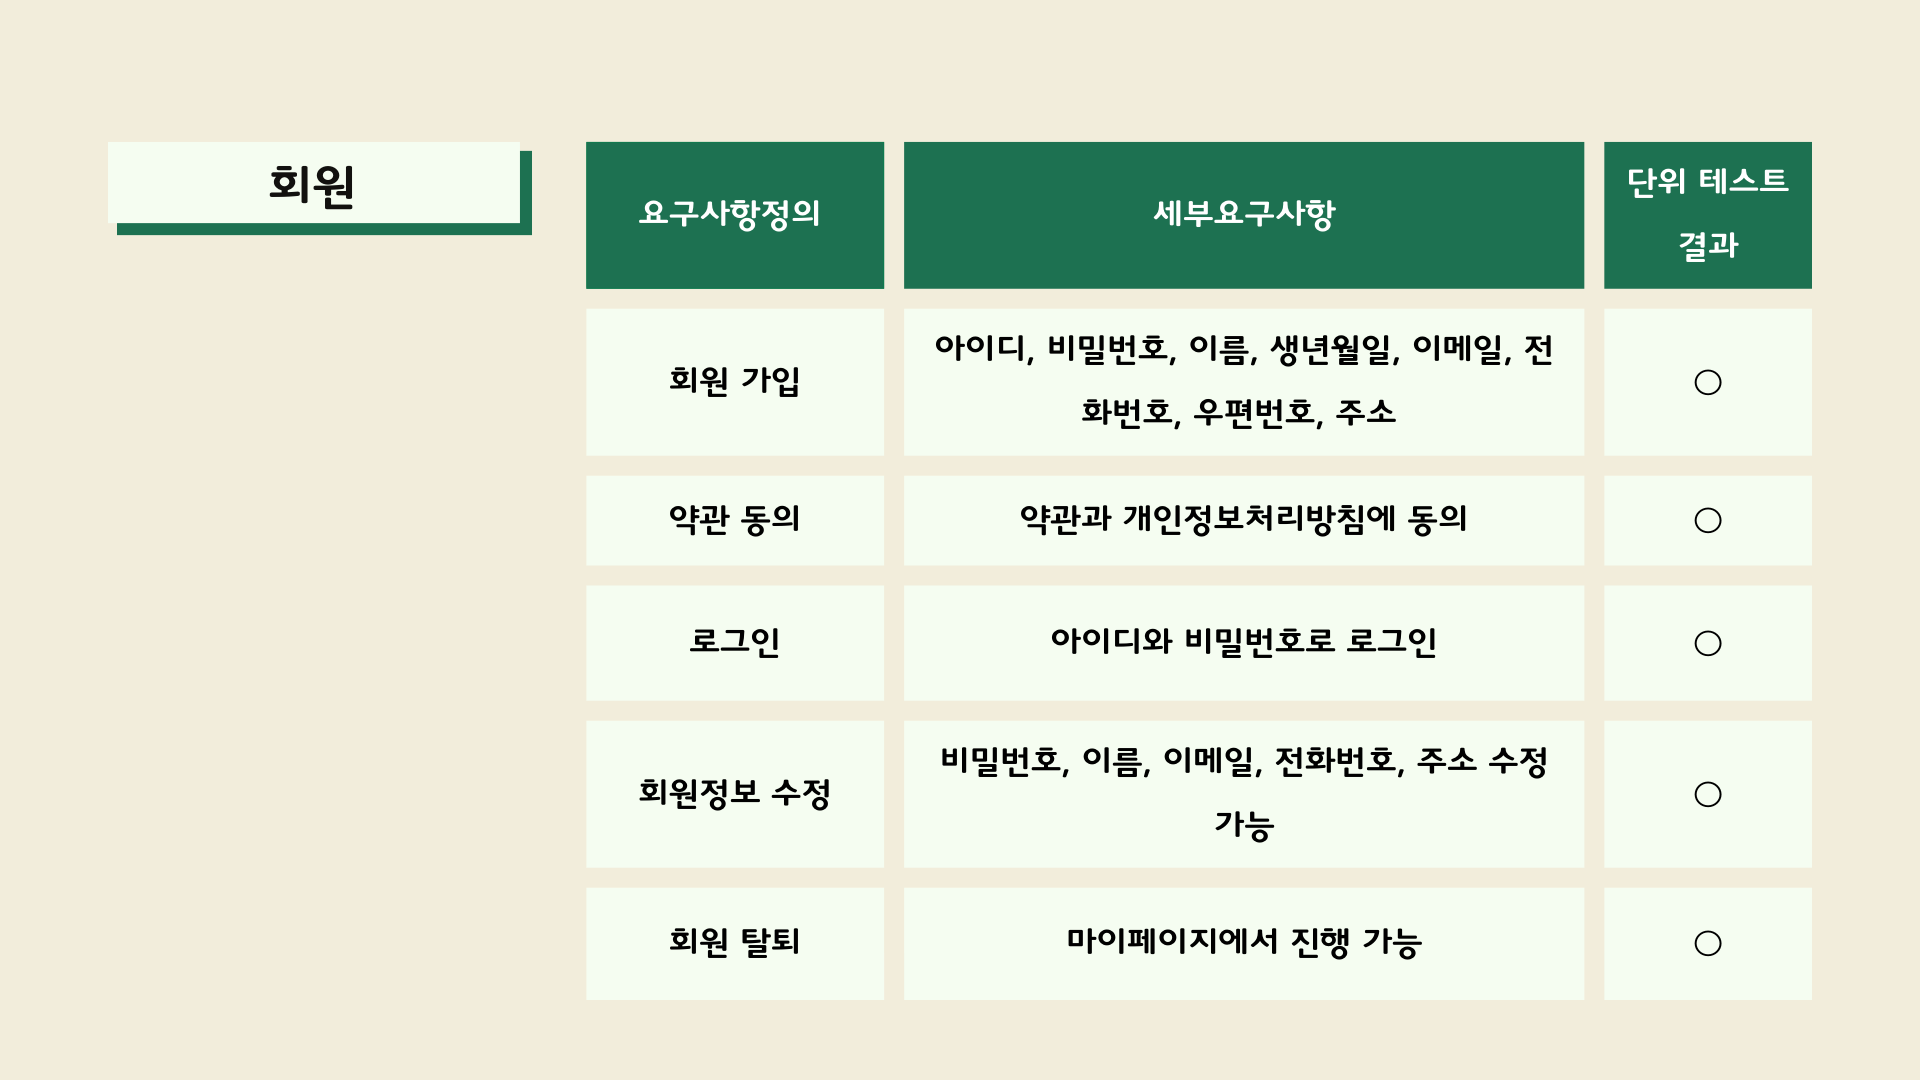 회원
요구사항정의
세부요구사항
단위 테스트
결과
회원 가입
아이디, 비밀번호, 이름, 생년월일, 이메일, 전
화번호, 우편번호, 주소
○
약관 동의
약관과 개인정보처리방침에 동의
○
로그인
아이디와 비밀번호로 로그인
○
회원정보 수정
비밀번호, 이름, 이메일, 전화번호, 주소 수정
가능
○
회원 탈퇴
마이페이지에서 진행 가능
○